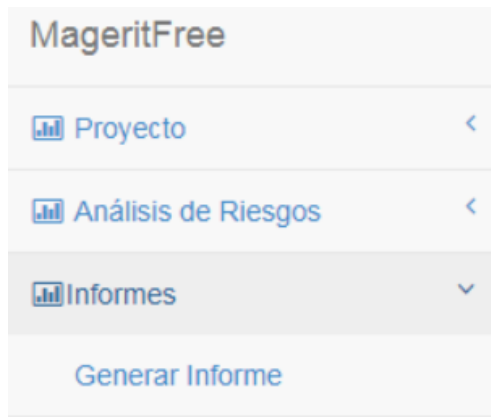 MageritFree
Proyecto
Análisis de Riesgos
Informes
Generar Informe